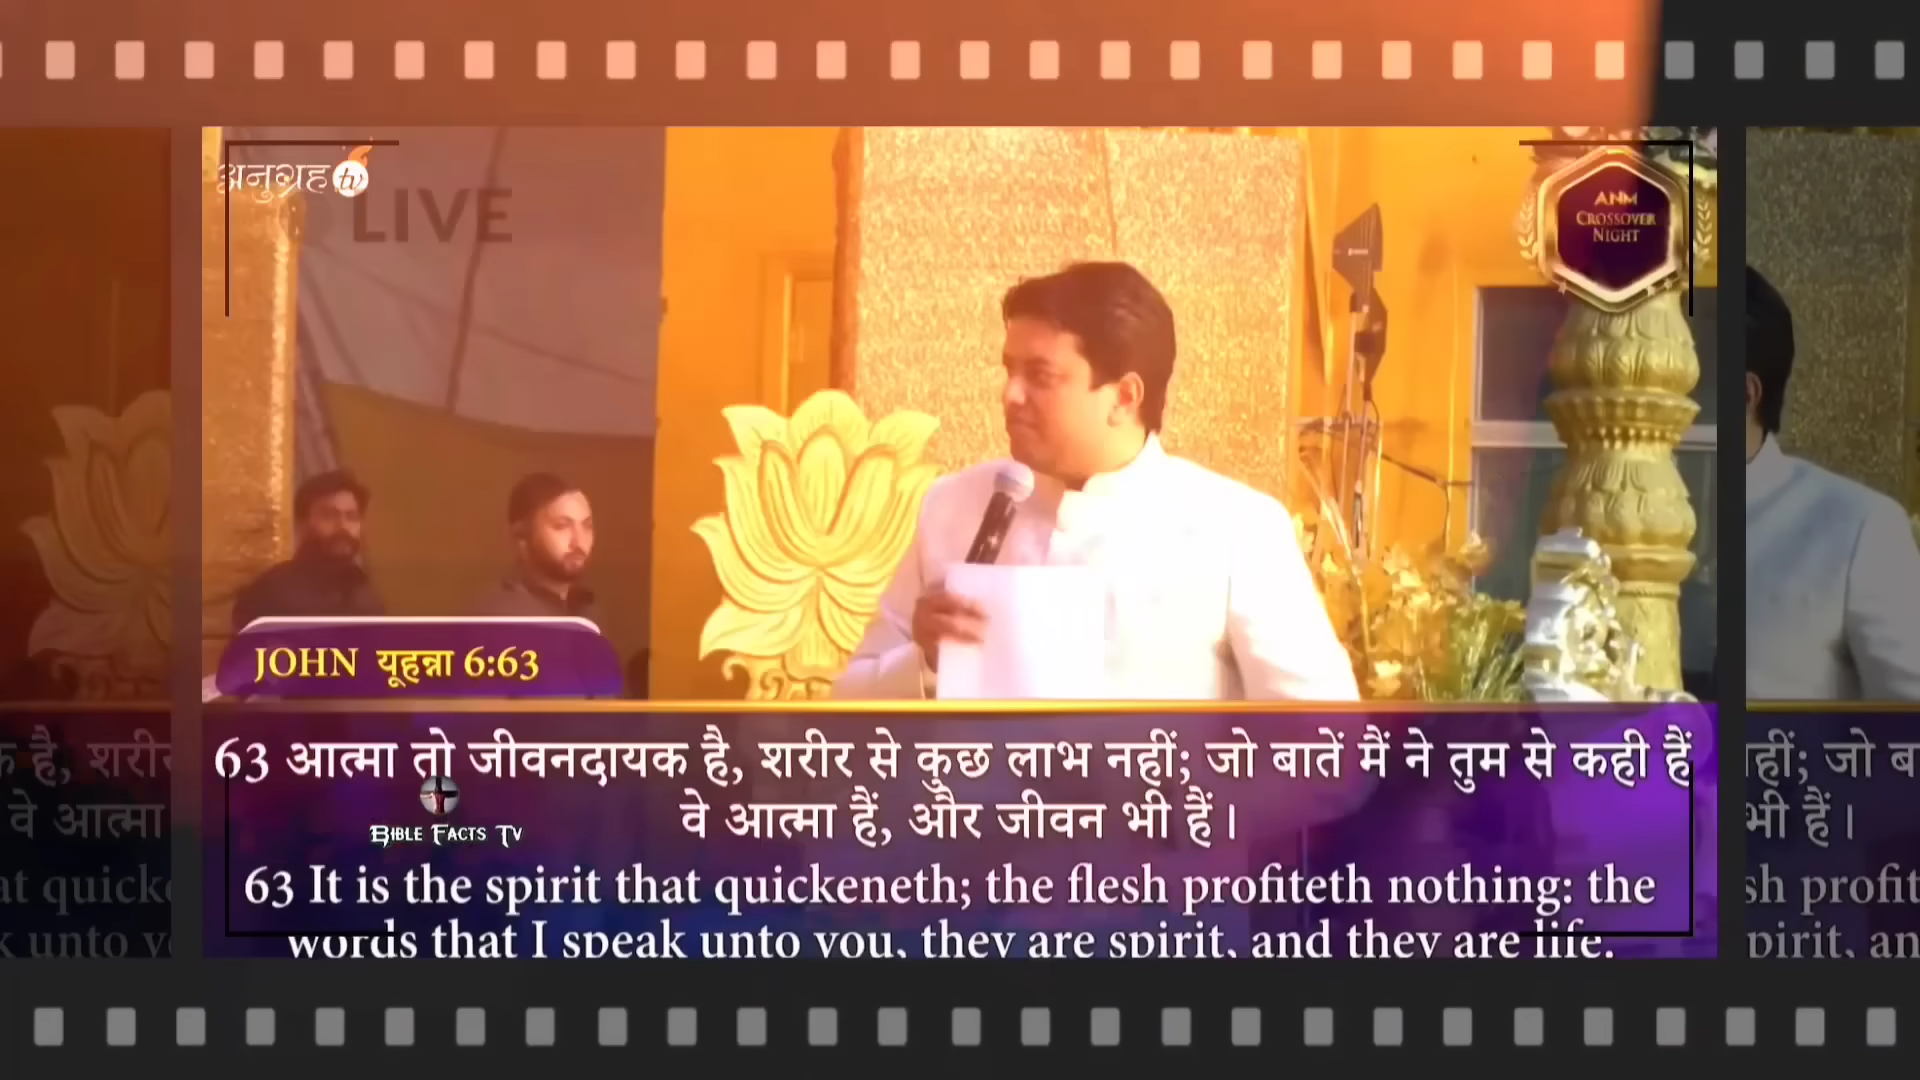 अनुग्रह tv
LIVE
ANM
CROSSOVER
NIGHT
JOHN यूहन्ना 6:63
63 आत्मा तो जीवनदायक है, शरीर से कुछ लाभ नहीं; जो बातें मैं ने तुम से कही हैं
वे आत्मा हैं, और जीवन भी हैं।
BIBLE FACTS TV
63 It is the spirit that quickeneth; the flesh profiteth nothing: the
words that I speak unto you, they are spirit, and they are life.